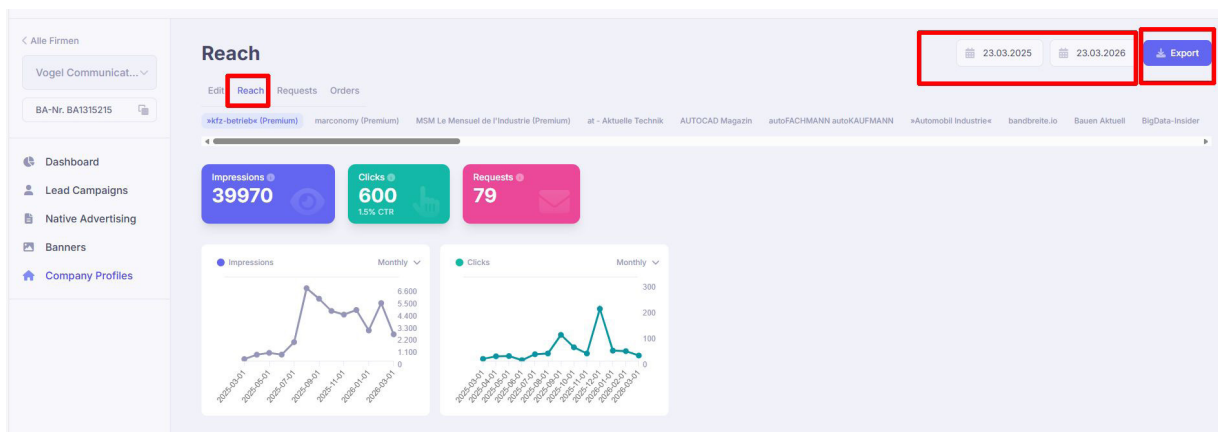 < Alle Firmen
Vogel Communicat...
BA-Nr. BA1315215
Dashboard
Lead Campaigns
Native Advertising
Banners
Company Profiles
Reach
23.03.2025
23.03.2026
Export
Edit Reach Requests Orders
»kfz-betrieb« (Premium) marconomy (Premium) MSM Le Mensuel de l'Industrie (Premium) at - Aktuelle Technik AUTOCAD Magazin autoFACHMANN autoKAUFMANN »Automobil Industrie« bandbreite.io Bauen Aktuell BigData-Insider
Impressions
39970
Clicks
600
1.5% CTR
Requests
79
Impressions Monthly
6.600
5.500
4.400
3.300
2.200
1.100
0
2025-03-01 2025-05-01 2025-07-01 2025-09-01 2025-11-01 2026-01-01 2026-03-01
Clicks Monthly
300
200
100
0
2025-03-01 2025-04-01 2025-05-01 2025-06-01 2025-07-01 2025-08-01 2025-09-01 2025-10-01 2025-11-01 2025-12-01 2026-01-01 2026-02-01 2026-03-01